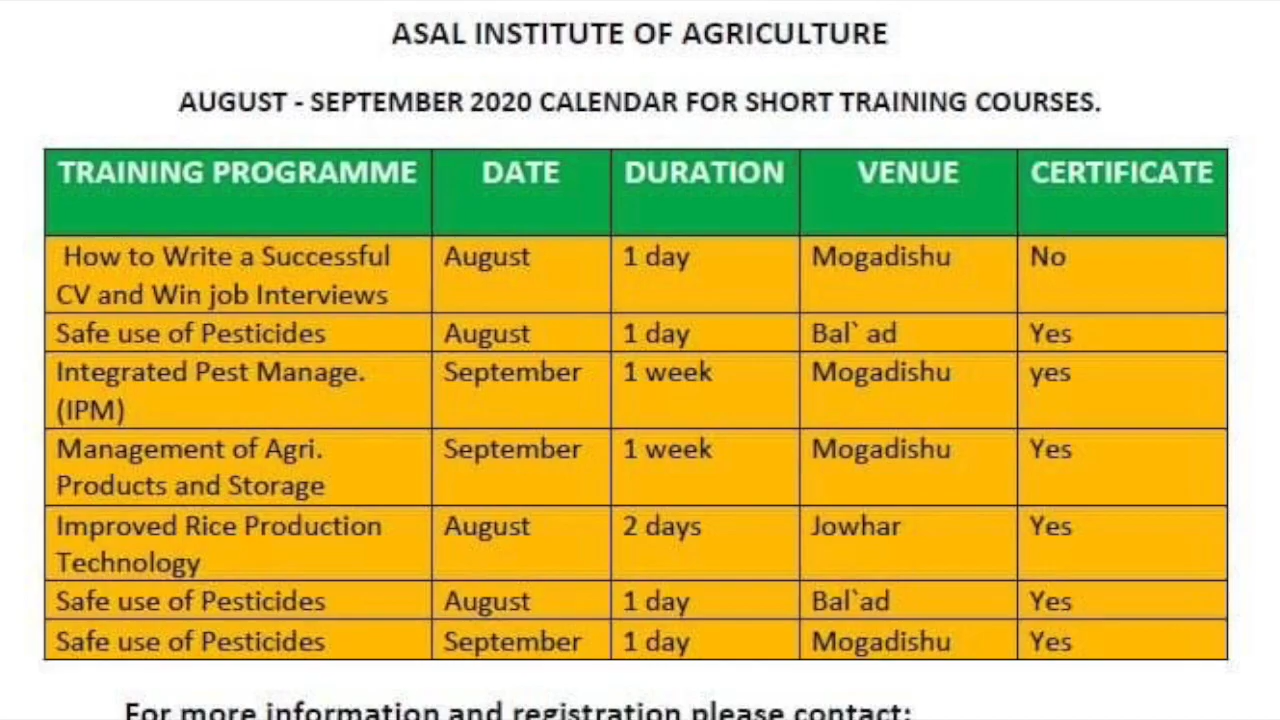 ASAL INSTITUTE OF AGRICULTURE
AUGUST - SEPTEMBER 2020 CALENDAR FOR SHORT TRAINING COURSES.
TRAINING PROGRAMME DATE DURATION VENUE CERTIFICATE
How to Write a Successful August 1 day Mogadishu No
CV and Win job Interviews
Safe use of Pesticides August 1 day Bal` ad Yes
Integrated Pest Manage. September 1 week Mogadishu yes
(IPM)
Management of Agri. September 1 week Mogadishu Yes
Products and Storage
Improved Rice Production August 2 days Jowhar Yes
Technology
Safe use of Pesticides August 1 day Bal`ad Yes
Safe use of Pesticides September 1 day Mogadishu Yes
For more information and registration please contact: